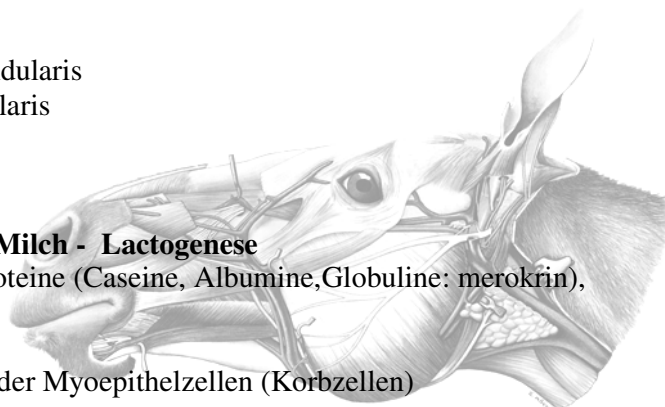 dularis
laris
Milch - Lactogenese
oteine (Caseine, Albumine,Globuline: merokrin),
der Myoepithelzellen (Korbzellen)